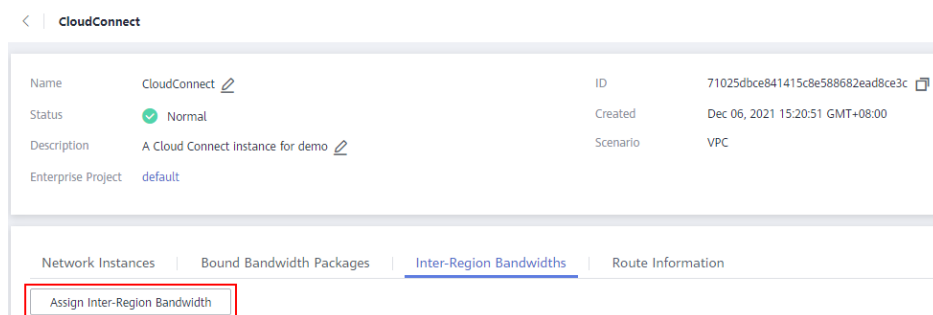 CloudConnect
Name CloudConnect ID 71025dbce841415c8e588682ead8ce3c
Status Normal Created Dec 06, 2021 15:20:51 GMT+08:00
Description A Cloud Connect instance for demo Scenario VPC
Enterprise Project default
Network Instances Bound Bandwidth Packages Inter-Region Bandwidths Route Information
Assign Inter-Region Bandwidth